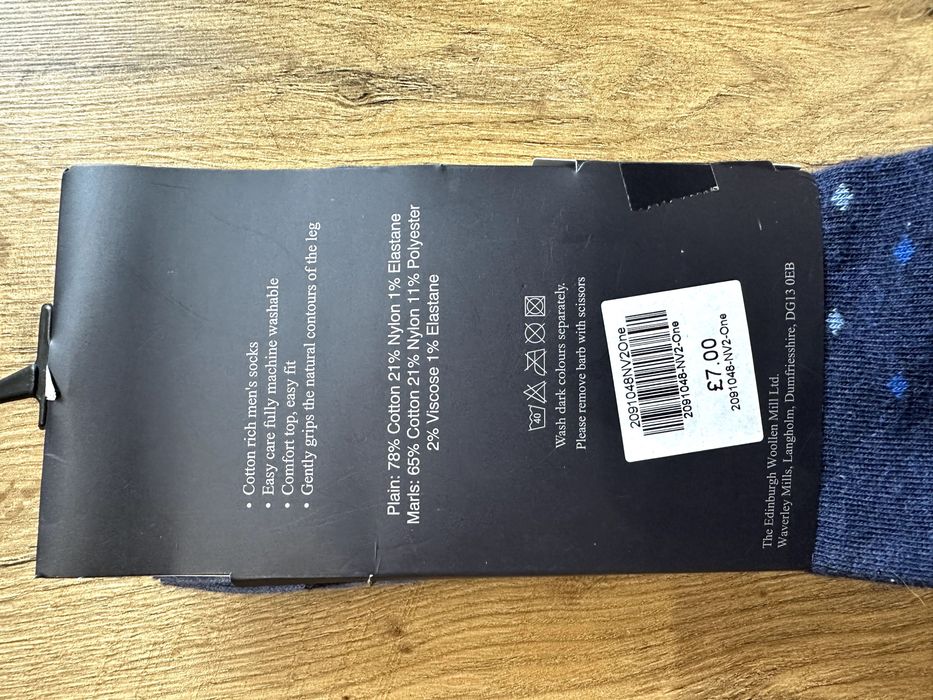 • Cotton rich men's socks
• Easy care fully machine washable
• Comfort top, easy fit
• Gently grips the natural contours of the leg
Plain: 78% Cotton 21% Nylon 1% Elastane
Marls: 65% Cotton 21% Nylon 11% Polyester
2% Viscose 1% Elastane
40
Wash dark colours separately.
Please remove barb with scissors
2091048NV2One
2091048-NV2-One
£7.00
2091048-NV2-One
The Edinburgh Woollen Mill Ltd.
Waverley Mills, Langholm, Dumfriesshire, DG13 0EB